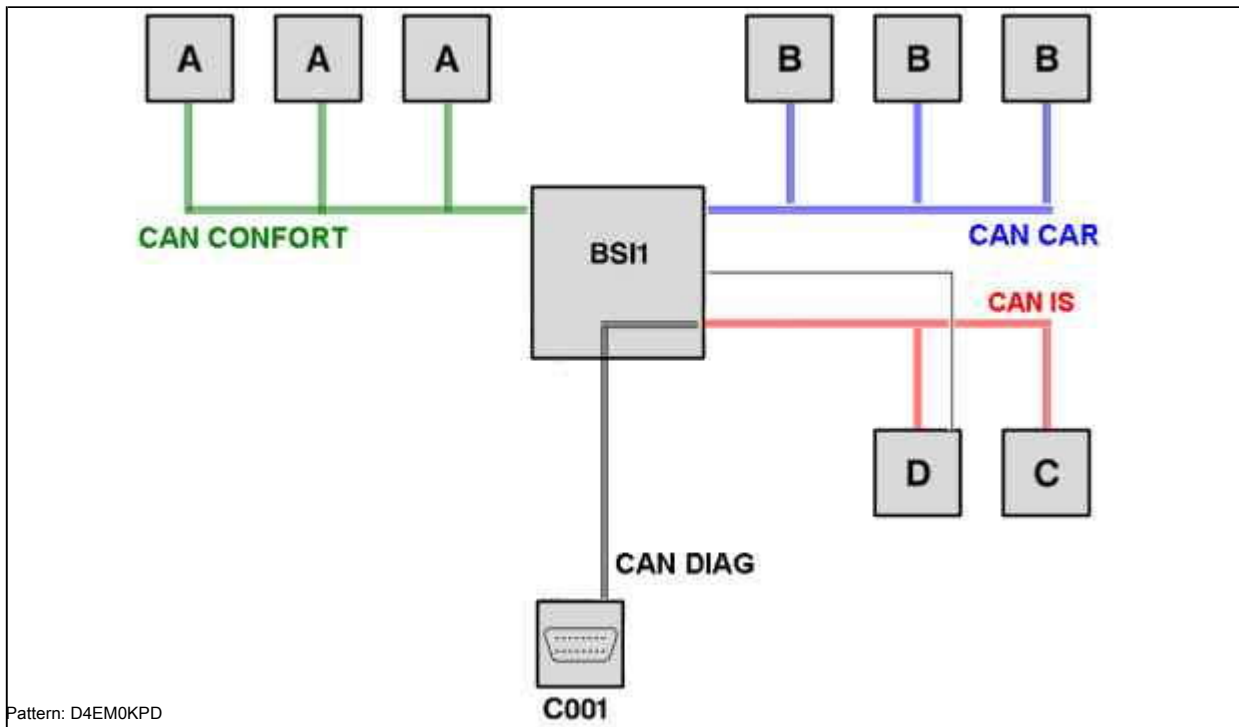 A A A B B B
CAN CONFORT
CAN CAR
BSI1
CAN IS
D C
CAN DIAG
C001
Pattern: D4EM0KPD